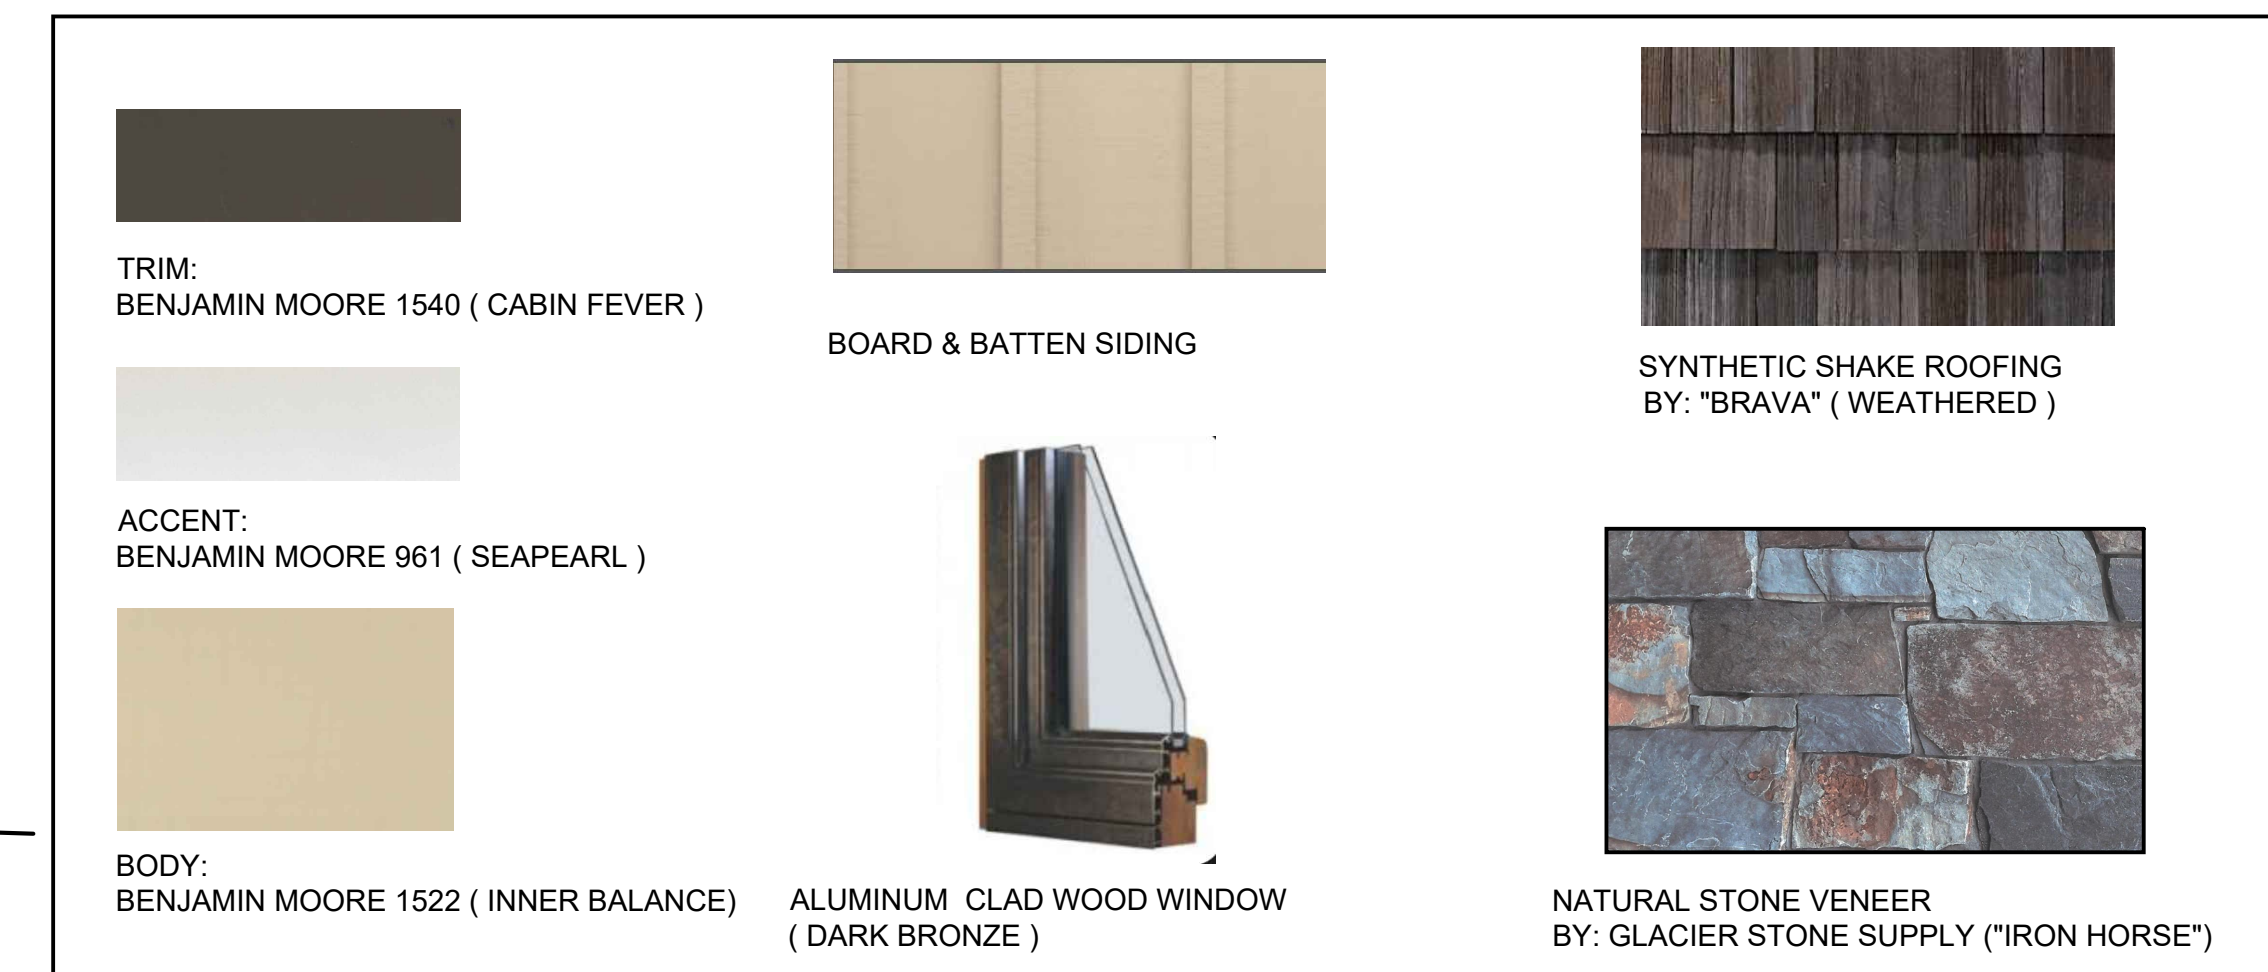 TRIM:
BENJAMIN MOORE 1540 ( CABIN FEVER )
ACCENT:
BENJAMIN MOORE 961 ( SEAPEARL )
BODY:
BENJAMIN MOORE 1522 ( INNER BALANCE)
BOARD & BATTEN SIDING
ALUMINUM  CLAD WOOD WINDOW
( DARK BRONZE )
SYNTHETIC SHAKE ROOFING
BY: "BRAVA" ( WEATHERED )
NATURAL STONE VENEER
BY: GLACIER STONE SUPPLY ("IRON HORSE")